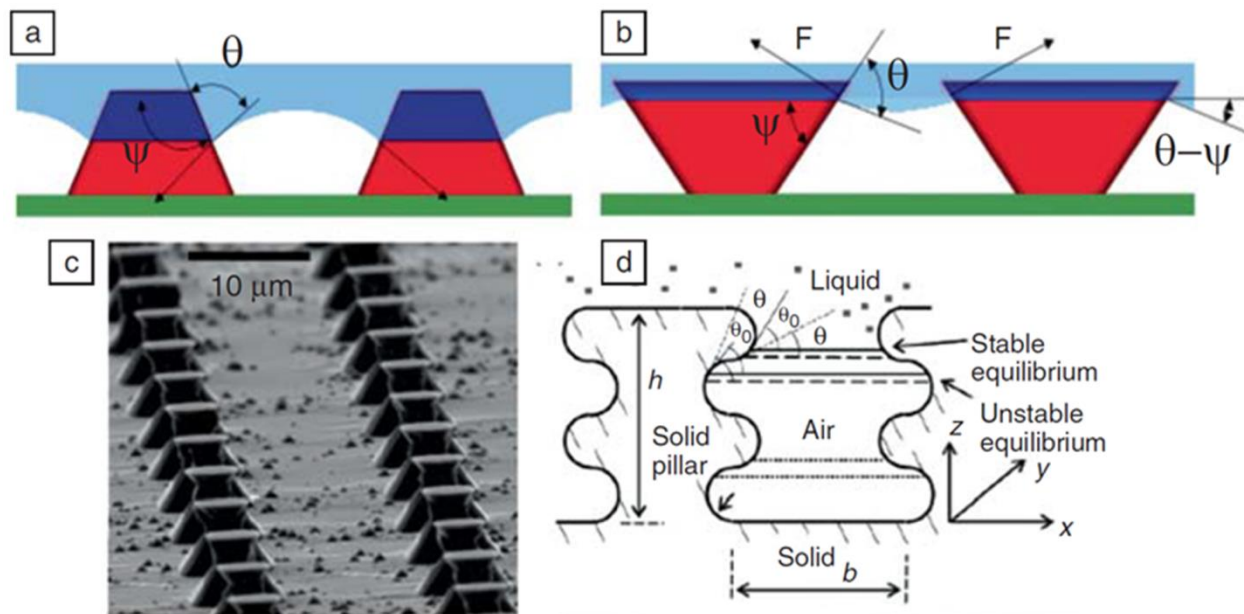 a
θ
ψ
b
F
F
θ
ψ
θ–ψ
c
10 μm
d
Liquid
θ
θ₀
θ₀
θ
Stable
equilibrium
h
Unstable
equilibrium
Air
Solid
pillar
z
y
x
Solid
b